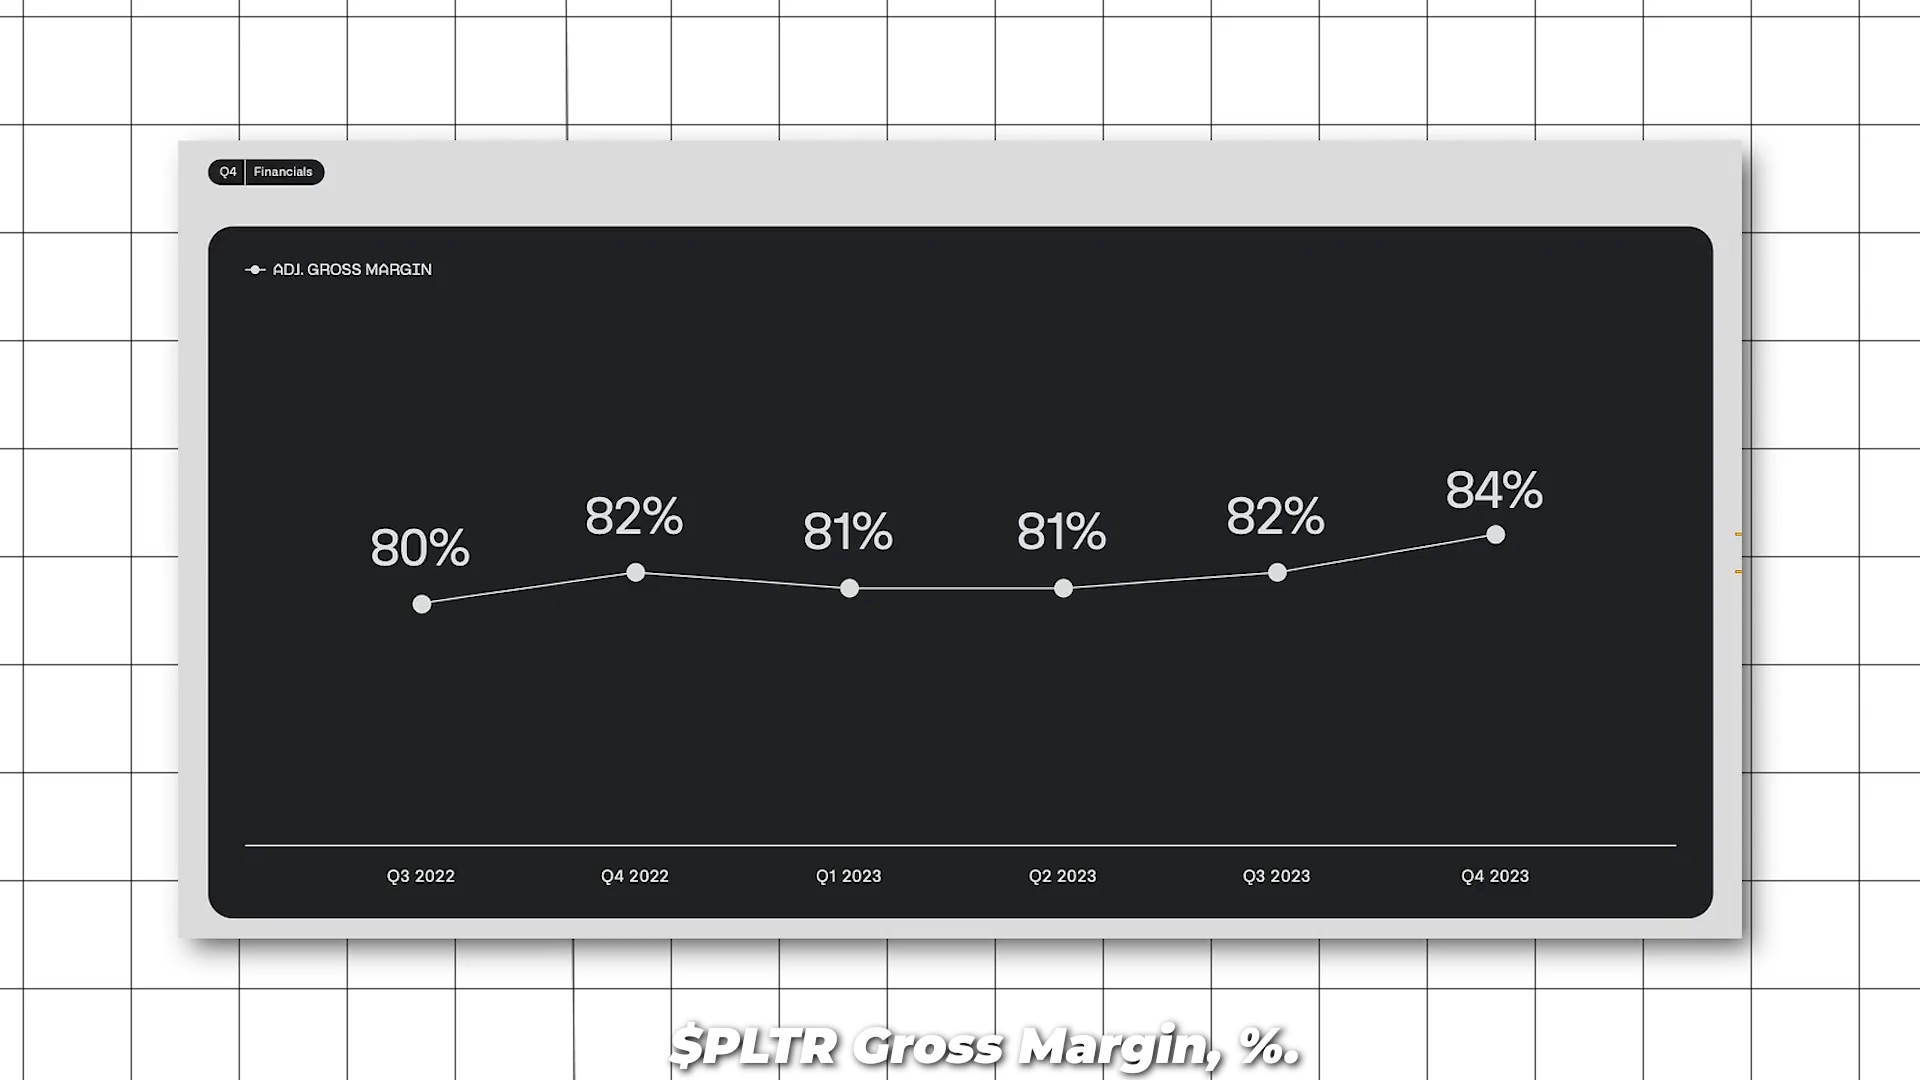 Q4 Financials
ADJ. GROSS MARGIN
80% 82% 81% 81% 82% 84%
Q3 2022 Q4 2022 Q1 2023 Q2 2023 Q3 2023 Q4 2023
$PLTR Gross Margin, %.